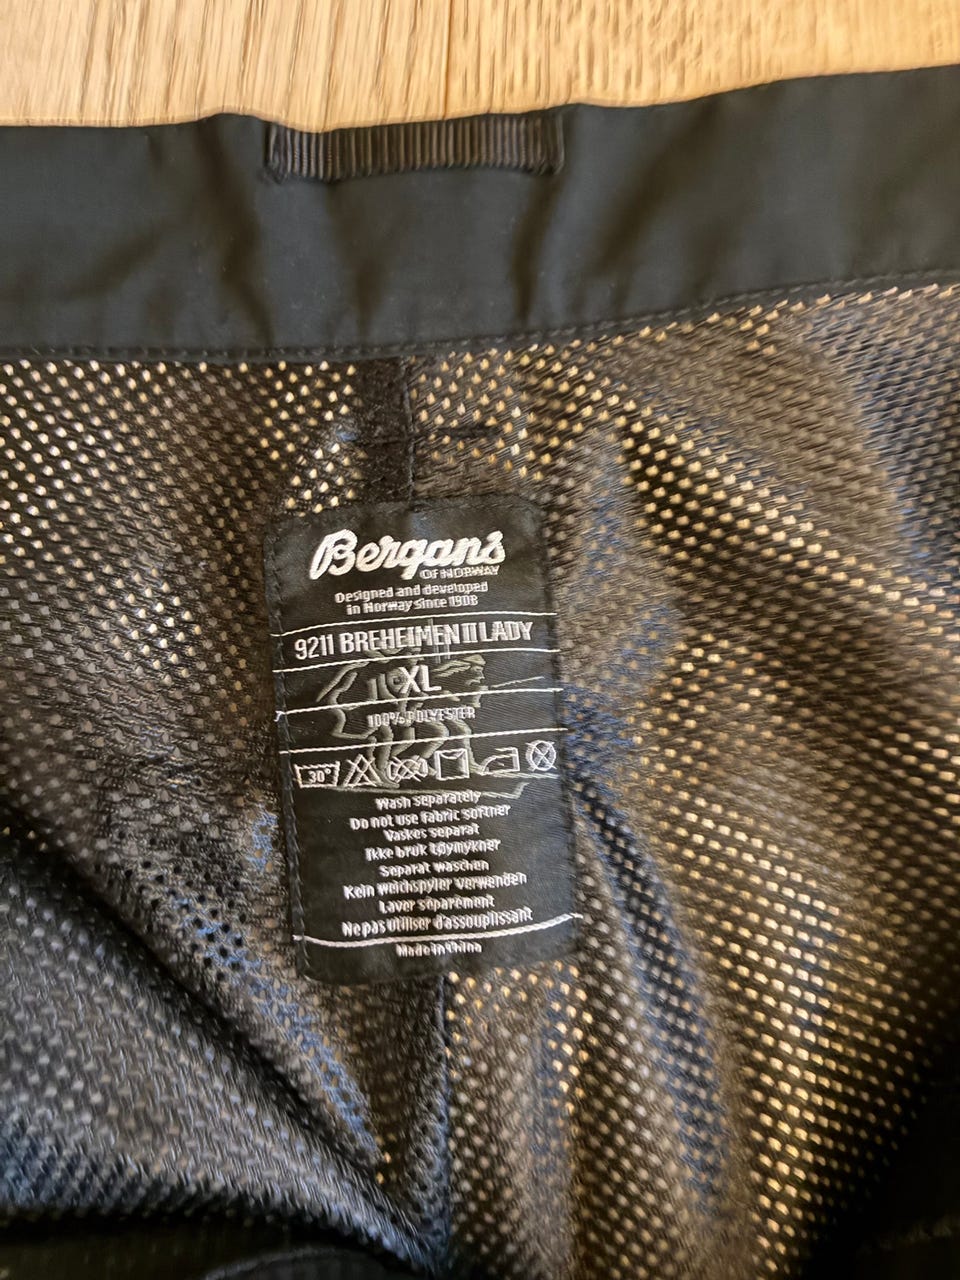 Bergans
OF NORWAY
Designed and developed
in Norway since 1908
9211 BREHEIMEN II LADY
XL
100% POLYESTER
30°
Wash separately
Do not use fabric softner
Vaskes separat
Ikke bruk tøymykner
Separat waschen
Kein weichspyler verwenden
Laver séparement
Ne pas utiliser d'assouplissant
Made in China